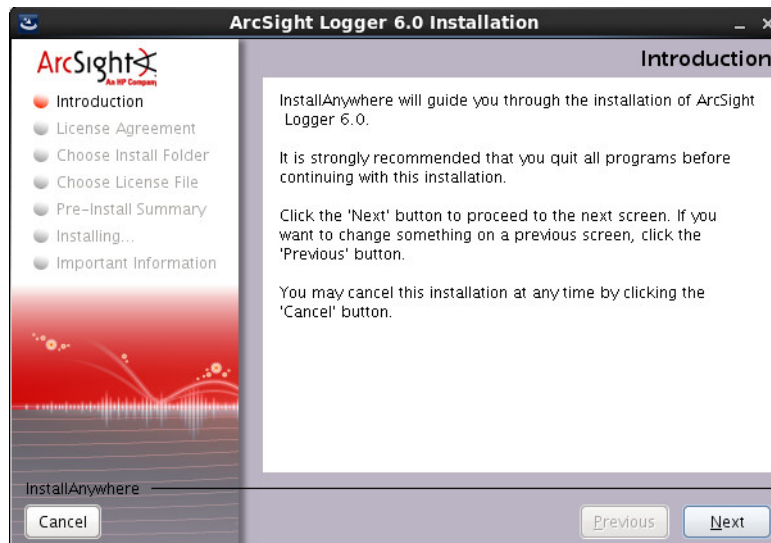 ArcSight Logger 6.0 Installation
ArcSight
An HP Company
Introduction
License Agreement
Choose Install Folder
Choose License File
Pre-Install Summary
Installing...
Important Information
Introduction
InstallAnywhere will guide you through the installation of ArcSight
Logger 6.0.
It is strongly recommended that you quit all programs before
continuing with this installation.
Click the 'Next' button to proceed to the next screen. If you
want to change something on a previous screen, click the
'Previous' button.
You may cancel this installation at any time by clicking the
'Cancel' button.
InstallAnywhere
Cancel
Previous
Next